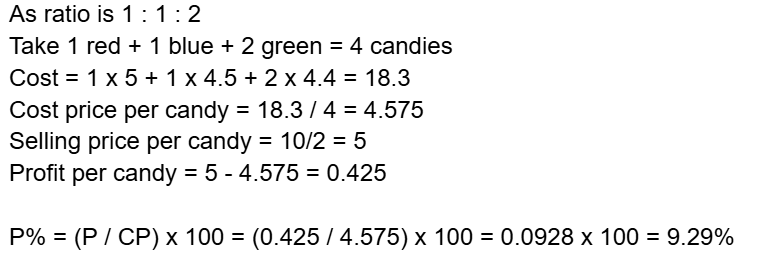 As ratio is 1 : 1 : 2
Take 1 red + 1 blue + 2 green = 4 candies
Cost = 1 x 5 + 1 x 4.5 + 2 x 4.4 = 18.3
Cost price per candy = 18.3 / 4 = 4.575
Selling price per candy = 10/2 = 5
Profit per candy = 5 - 4.575 = 0.425
P% = (P / CP) x 100 = (0.425 / 4.575) x 100 = 0.0928 x 100 = 9.29%